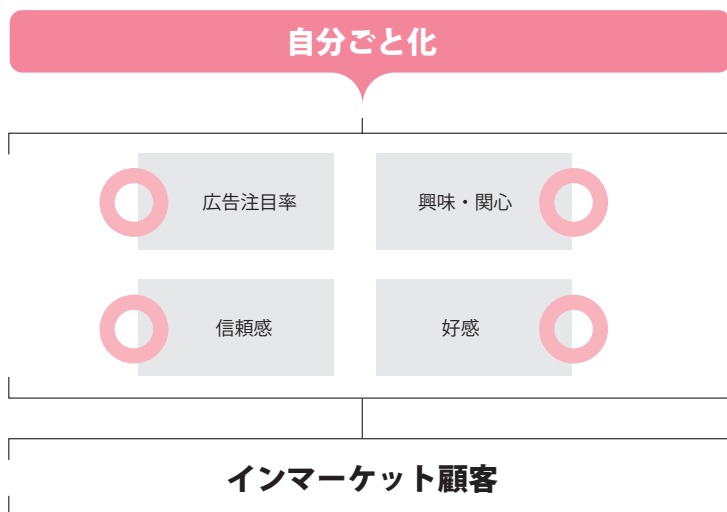 自分ごと化
広告注目率
興味・関心
信頼感
好感
インマーケット顧客